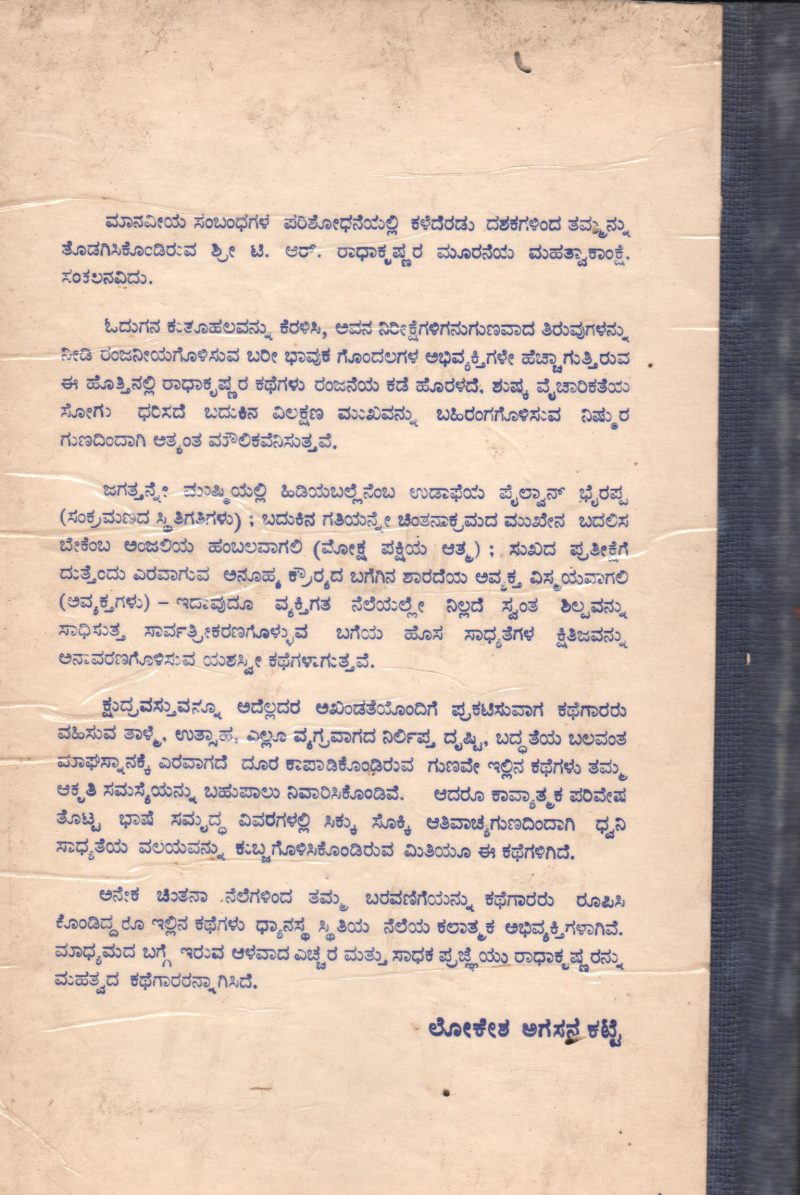 ಮಾನವೀಯ ಸಂಬಂಧಗಳ ಪರಿಶೋಧನೆಯಲ್ಲಿ ಕಳೆದೆರಡು ದಶಕಗಳಿಂದ ತಮ್ಮನ್ನು
ತೊಡಗಿಸಿಕೊಂಡಿರುವ ಶ್ರೀ ಟಿ. ಆರ್. ರಾಧಾಕೃಷ್ಣರ ಮೂರನೆಯ ಮಹತ್ವಾಕಾಂಕ್ಷೆ.
ಸಂಕಲನವಿದು.
ಓದುಗನ ಕುತೂಹಲವನ್ನು ಕೆರಳಿಸಿ, ಅವನ ನಿರೀಕ್ಷೆಗಳಿಗನುಗುಣವಾದ ತಿರುವುಗಳನ್ನು
ನೀಡಿ ರಂಜನೀಯಗೊಳಿಸುವ ಬರೀ ಭಾವುಕ ಗೊಂದಲಗಳ ಅಭಿವ್ಯಕ್ತಿಗಳೇ ಹೆಚ್ಚಾಗುತ್ತಿರುವ
ಈ ಹೊತ್ತಿನಲ್ಲಿ ರಾಧಾಕೃಷ್ಣರ ಕಥೆಗಳು ರಂಜನೆಯ ಕಡೆ ಹೊರಳದೆ. ಶುಷ್ಕ ವೈಚಾರಿಕತೆಯ
ಸೋಗು ಧರಿಸದೆ ಬದುಕಿನ ವಿಲಕ್ಷಣ ಮುಖವನ್ನು ಬಹಿರಂಗಗೊಳಿಸುವ ನಿಷ್ಠುರ
ಗುಣದಿಂದಾಗಿ ಆತ್ಯಂತ ಮೌಲಿಕವೆನಿಸುತ್ತವೆ.
ಜಗತ್ತನ್ನೇ ಮುಷ್ಠಿಯಲ್ಲಿ ಹಿಡಿಯಬಲ್ಲೆನೆಂಬ ಉಡಾಫೆಯ ಪೈಲ್ವಾನ್ ಭೈರಪ್ಪ
(ಸಂಕ್ರಮಣದ ಸ್ಥಿತಿಗತಿಗಳು) ; ಬದುಕಿನ ಗತಿಯನ್ನೇ ಚಿಂತನಾಕ್ರಮದ ಮುಖೇನ ಬದಲಿಸ
ಬೇಕೆಂಬ ಅಂಜಲಿಯ ಹಂಬಲವಾಗಲಿ (ಮೋಕ್ಷ ಪಕ್ಷಿಯ ಆತ್ಮ) ; ಸುಖದ ಪ್ರತೀಕ್ಷೆಗೆ
ದುತ್ತೆಂದು ಎರವಾಗುವ ಅನೂಹ್ಯ ಕ್ರೌರ್ಯದ ಬಗೆಗಿನ ಶಾರದೆಯ ಅವ್ಯಕ್ತ ವಿಸ್ಮಯವಾಗಲಿ
(ಅವ್ಯಕ್ತಗಳು) – ಇದಾವುದೂ ವ್ಯಕ್ತಿಗತ ನೆಲೆಯಲ್ಲೇ ನಿಲ್ಲದೆ ಸ್ವಂತ ಶಿಲ್ಪವನ್ನು
ಸಾಧಿಸುತ್ತ ಸಾರ್ವತ್ರೀಕರಣಗೊಳ್ಳುವ ಬಗೆಯ ಹೊಸ ಸಾಧ್ಯತೆಗಳ ಕ್ಷಿತಿಜವನ್ನು
ಅನಾವರಣಗೊಳಿಸುವ ಯಶಸ್ವೀ ಕಥೆಗಳಾಗುತ್ತವೆ.
ಕ್ಷುದ್ರವಸ್ತುವನ್ನೂ ಅದೆಲ್ಲದರ ಅಖಂಡತೆಯೊಂದಿಗೆ ಪ್ರಕಟಿಸುವಾಗ ಕಥೆಗಾರರು
ವಹಿಸುವ ತಾಳ್ಮೆ, ಉತ್ಸಾಹ, ಎಲ್ಲೂ ವ್ಯಗ್ರವಾಗದ ನಿರ್ಲಿಪ್ತ ದೃಷ್ಟಿ, ಬದ್ಧತೆಯ ಬಲವಂತ
ಮಾಘಸ್ನಾನಕ್ಕೆ ಎರವಾಗದೆ ದೂರ ಕಾಪಾಡಿಕೊಂಡಿರುವ ಗುಣವೇ ಇಲ್ಲಿನ ಕಥೆಗಳು ತಮ್ಮ
ಆಕೃತಿ ಸಮಸ್ಯೆಯನ್ನು ಬಹುಪಾಲು ನಿವಾರಿಸಿಕೊಂಡಿವೆ. ಆದರೂ ಕಾವ್ಯಾತ್ಮಕ ಪರಿವೇಷ
ತೊಟ್ಟ ಭಾಷೆ ಸಮೃದ್ಧ ವಿವರಗಳಲ್ಲಿ ಸಿಕ್ಕು ಸೊಕ್ಕಿ ಆತಿವಾಚ್ಯಗುಣದಿಂದಾಗಿ ಧ್ವನಿ
ಸಾಧ್ಯತೆಯ ವಲಯವನ್ನು ಕುಬ್ಜಗೊಳಿಸಿಕೊಂಡಿರುವ ಮಿತಿಯೂ ಈ ಕಥೆಗಳಿಗಿದೆ.
ಅನೇಕ ಚಿಂತನಾ ನೆಲೆಗಳಿಂದ ತಮ್ಮ ಬರವಣಿಗೆಯನ್ನು ಕಥೆಗಾರರು ರೂಪಿಸಿ
ಕೊಂಡಿದ್ದರೂ ಇಲ್ಲಿನ ಕಥೆಗಳು ಧ್ಯಾನಸ್ಥ ಸ್ಥಿತಿಯ ನೆಲೆಯ ಕಲಾತ್ಮಕ ಅಭಿವ್ಯಕ್ತಿಗಳಾಗಿವೆ.
ಮಾಧ್ಯಮದ ಬಗ್ಗೆ ಇರುವ ಆಳವಾದ ಎಚ್ಚರ ಮತ್ತು ಸಾಧಕ ಪ್ರಜ್ಞೆಯು ರಾಧಾಕೃಷ್ಣರನ್ನು
ಮಹತ್ವದ ಕಥೆಗಾರರನ್ನಾಗಿಸಿದೆ.
ಲೋಕೇಶ ಅಗಸನ ಕಟ್ಟೆ